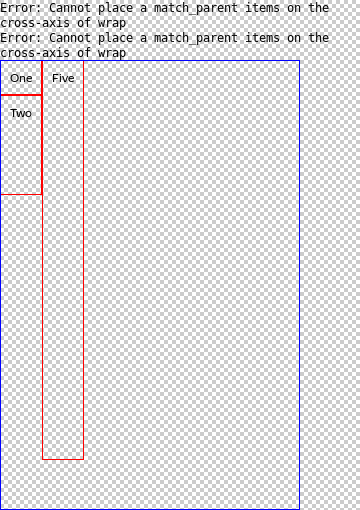 Error: Cannot place a match_parent items on the
cross-axis of wrap
Error: Cannot place a match_parent items on the
cross-axis of wrap
One
Five
Two